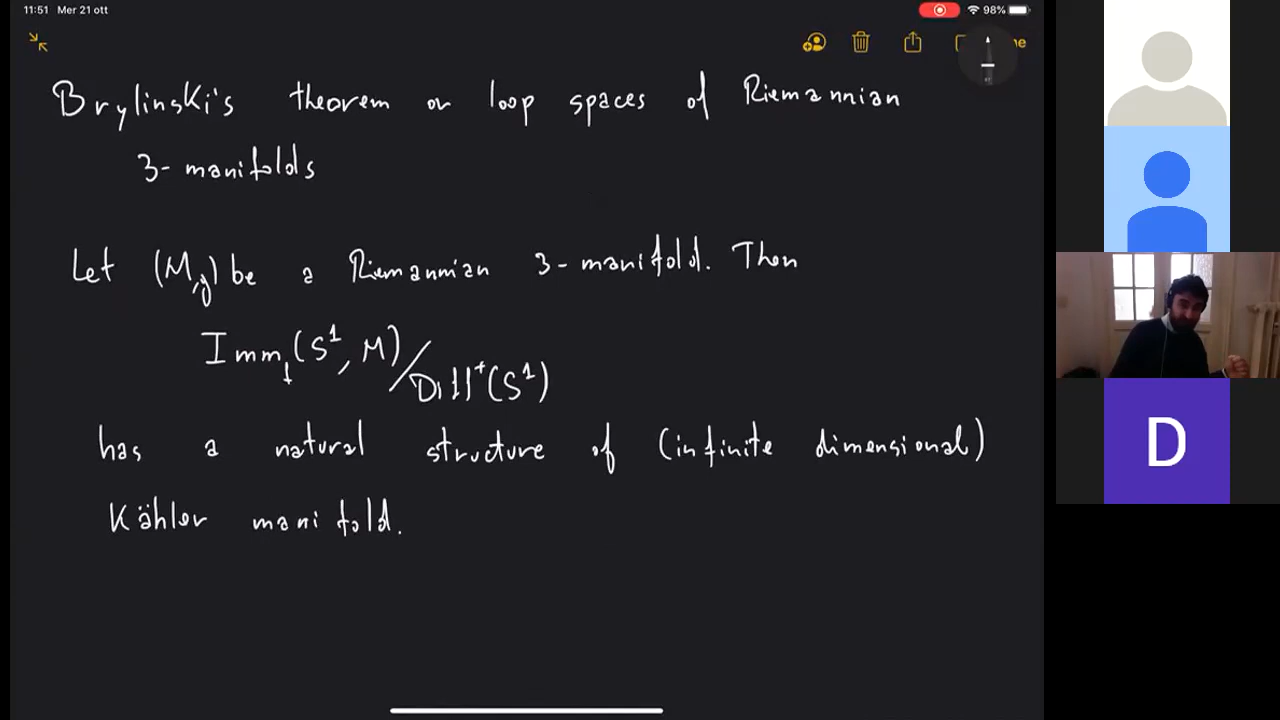 11:51 Mer 21 ott
98%
Brylinski's theorem on loop spaces of Riemannian
3-manifolds
Let (M,g) be a Riemannian 3-manifold. Then
Imm_f(S^1, M)/Diff^+(S^1)
has a natural structure of (infinite dimensional)
Kähler manifold.
D